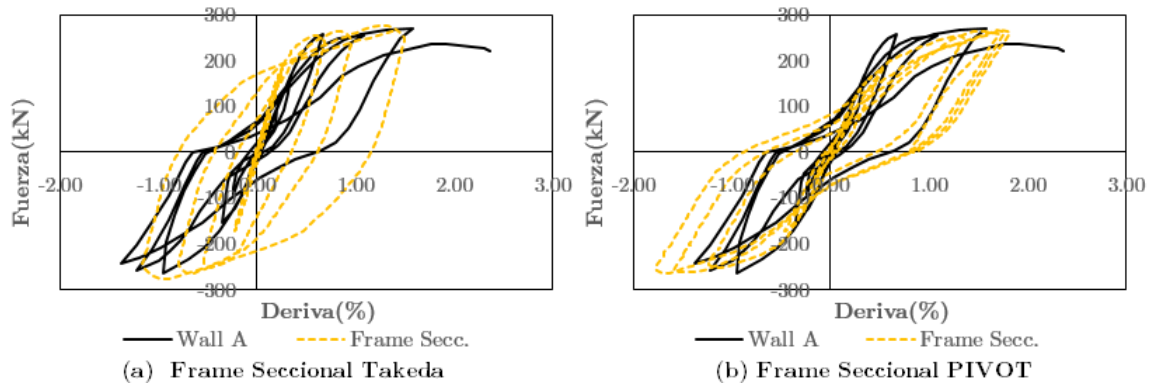 300
200
100
0
-2.00 -1.00 0.00 1.00 2.00 3.00
-100
-200
-300
Fuerza(kN)
Deriva(%)
Wall A Frame Secc.
(a) Frame Seccional Takeda
300
200
100
0
-2.00 -1.00 0.00 1.00 2.00 3.00
-100
-200
-300
Fuerza(kN)
Deriva(%)
Wall A Frame Secc.
(b) Frame Seccional PIVOT